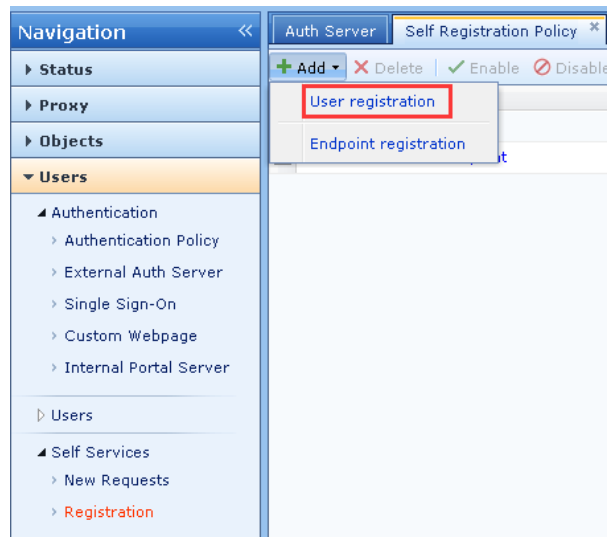 Navigation «
Auth Server Self Registration Policy ×
Add Delete Enable Disable
User registration
Endpoint registration
Status
Proxy
Objects
Users
Authentication
Authentication Policy
External Auth Server
Single Sign-On
Custom Webpage
Internal Portal Server
Users
Self Services
New Requests
Registration